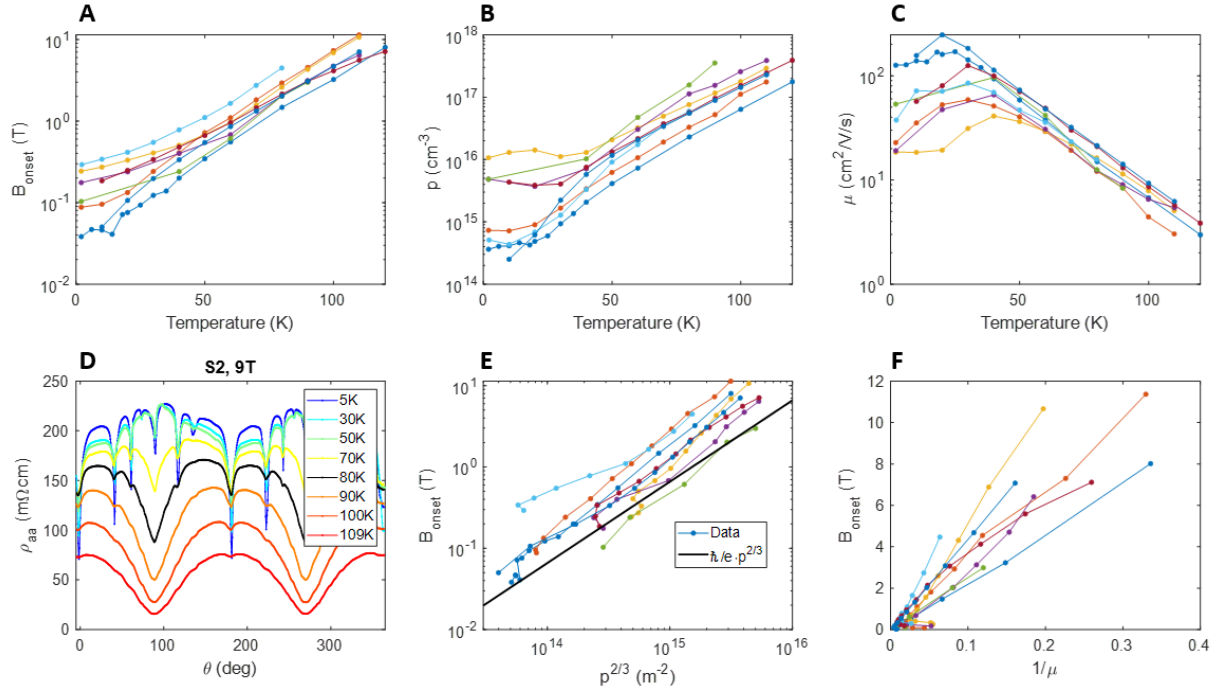 A
B_onset (T)
10^1
10^0
10^-1
10^-2
0 50 100
Temperature (K)
B
p (cm^-3)
10^18
10^17
10^16
10^15
10^14
0 50 100
Temperature (K)
C
μ (cm^2/V/s)
10^2
10^1
10^0
0 50 100
Temperature (K)
D
S2, 9T
ρ_aa (mΩcm)
250
200
150
100
50
0
0 100 200 300
θ (deg)
5K
30K
50K
70K
80K
90K
100K
109K
E
B_onset (T)
10^1
10^0
10^-1
10^-2
10^14 10^15 10^16
p^2/3 (m^-2)
Data
ℏ/e·p^2/3
F
B_onset (T)
12
10
8
6
4
2
0
0 0.1 0.2 0.3 0.4
1/μ